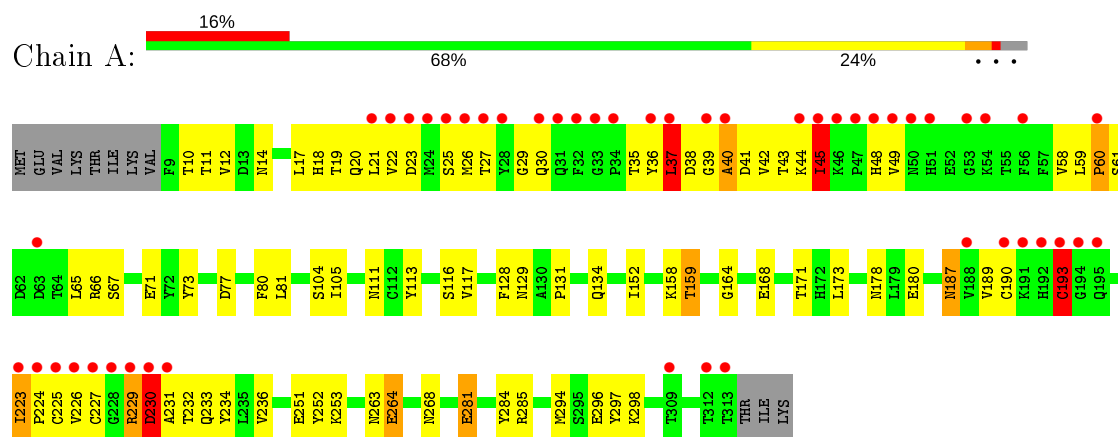 16%
Chain A:
68% 24% • • •
MET GLU VAL LYS THR ILE LYS VAL F9 T10 T11 V12 D13 N14 L17 H18 T19 Q20 L21 V22 D23 M24 S25 M26 T27 Y28 G29 Q30 Q31 F32 G33 P34 T35 Y36 L37 D38 G39 A40 D41 V42 T43 K44 I45 K46 P47 H48 V49 N50 H51 E52 G53 K54 T55 F56 F57 V58 L59 P60 S61
D62 D63 T64 L65 R66 S67 E71 Y72 Y73 D77 F80 L81 S104 I105 N111 C112 Y113 S116 V117 F128 N129 A130 P131 Q134 I152 K158 T159 G164 E168 T171 H172 L173 N178 L179 E180 N187 V188 V189 C190 K191 H192 C193 G194 Q195
I223 P224 C225 V226 C227 G228 R229 D230 A231 T232 Q233 Y234 L235 V236 E251 Y252 K253 N263 E264 N268 E281 Y284 R285 M294 S295 E296 Y297 K298 T309 T312 T313 THR ILE LYS